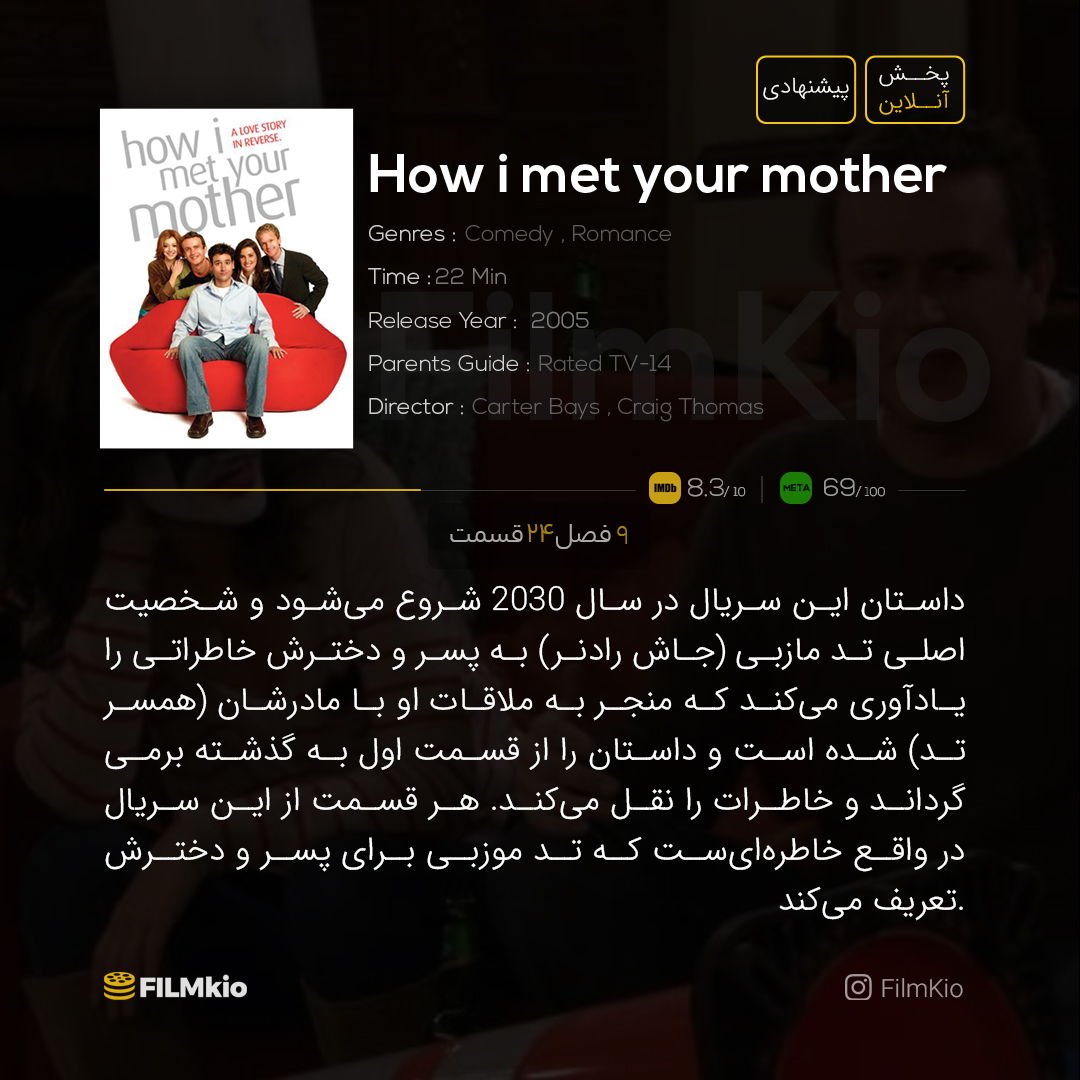 پخش
آنلاین
پیشنهادی
how i
met your
mother
A LOVE STORY
IN REVERSE.
How i met your mother
Genres : Comedy , Romance
Time : 22 Min
Release Year : 2005
Parents Guide : Rated TV-14
Director : Carter Bays , Craig Thomas
FilmKio
IMDb 8.3/10 | META 69/100
۹ فصل ۲۴ قسمت
داستان این سریال در سال 2030 شروع می‌شود و شخصیت
اصلی تد مازبی (جاش رادنر) به پسر و دخترش خاطراتی را
یادآوری می‌کند که منجر به ملاقات او با مادرشان (همسر
تد) شده است و داستان را از قسمت اول به گذشته برمی
گرداند و خاطرات را نقل می‌کند. هر قسمت از این سریال
در واقع خاطره‌ای‌ست که تد موزبی برای پسر و دخترش
.تعریف می‌کند
FILMkio
FilmKio